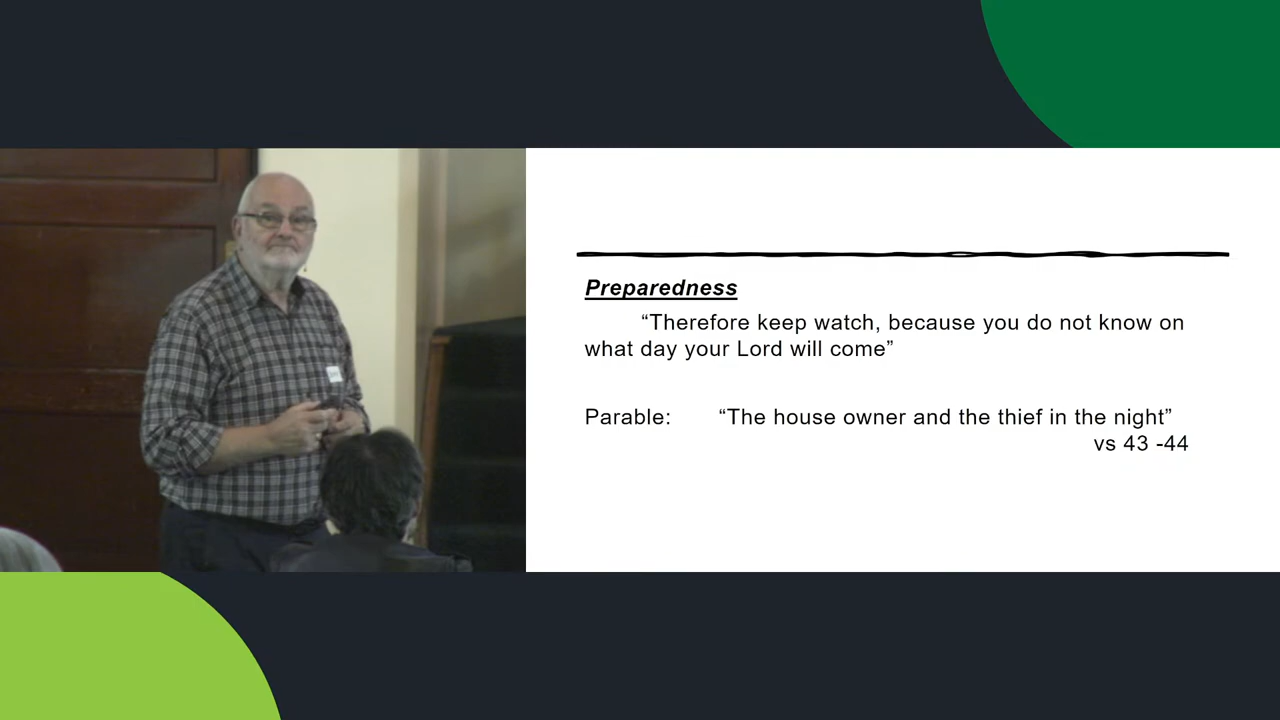 Preparedness
“Therefore keep watch, because you do not know on
what day your Lord will come”
Parable: “The house owner and the thief in the night”
vs 43 -44